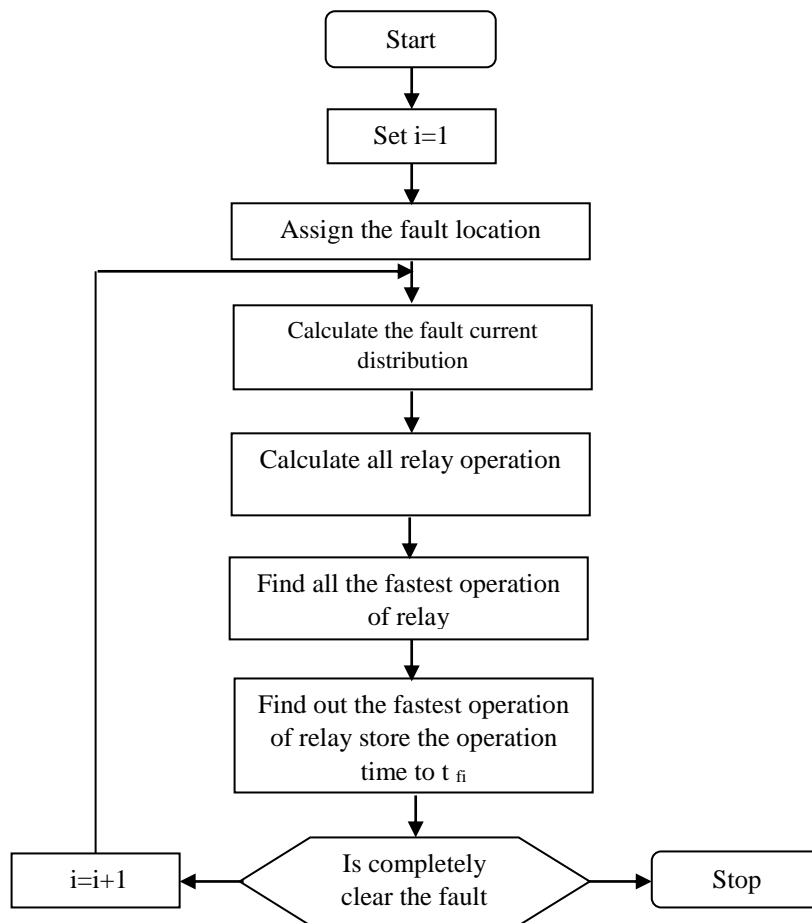 Start
Set i=1
Assign the fault location
Calculate the fault current
distribution
Calculate all relay operation
Find all the fastest operation
of relay
Find out the fastest operation
of relay store the operation
time to t fi
Is completely
clear the fault
i=i+1
Stop